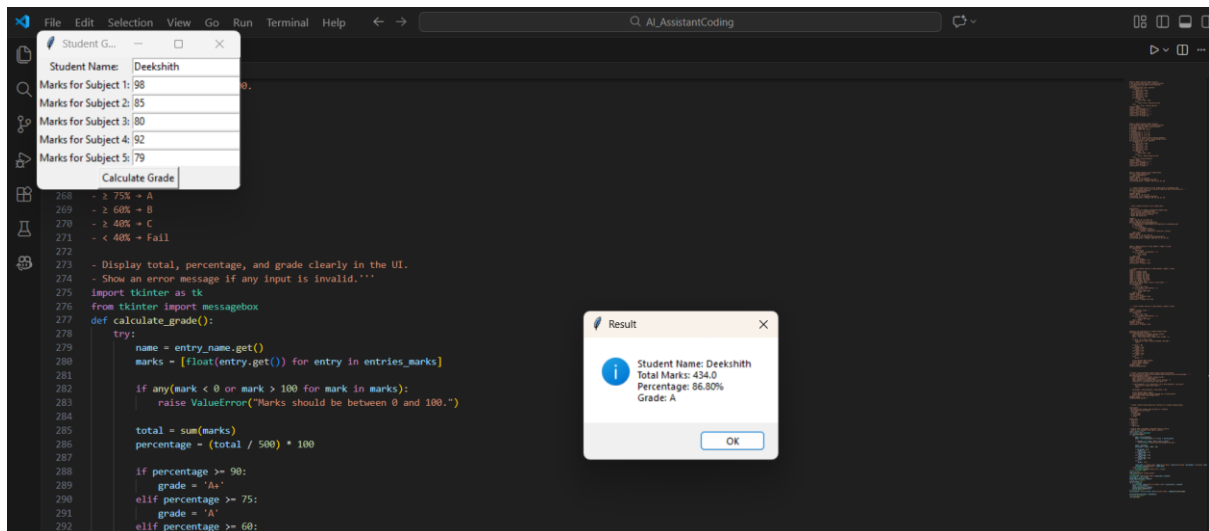 File Edit Selection View Go Run Terminal Help
AI_AssistantCoding
Student G...
Student Name: Deekshith
Marks for Subject 1: 98
Marks for Subject 2: 85
Marks for Subject 3: 80
Marks for Subject 4: 92
Marks for Subject 5: 79
Calculate Grade
268 - ≥ 75% → A
269 - ≥ 60% → B
270 - ≥ 40% → C
271 - < 40% → Fail
272
273 - Display total, percentage, and grade clearly in the UI.
274 - Show an error message if any input is invalid.'''
275 import tkinter as tk
276 from tkinter import messagebox
277 def calculate_grade():
278 try:
279 name = entry_name.get()
280 marks = [float(entry.get()) for entry in entries_marks]
281
282 if any(mark < 0 or mark > 100 for mark in marks):
283 raise ValueError("Marks should be between 0 and 100.")
284
285 total = sum(marks)
286 percentage = (total / 500) * 100
287
288 if percentage >= 90:
289 grade = 'A+'
290 elif percentage >= 75:
291 grade = 'A'
292 elif percentage >= 60:
Result
Student Name: Deekshith
Total Marks: 434.0
Percentage: 86.80%
Grade: A
OK